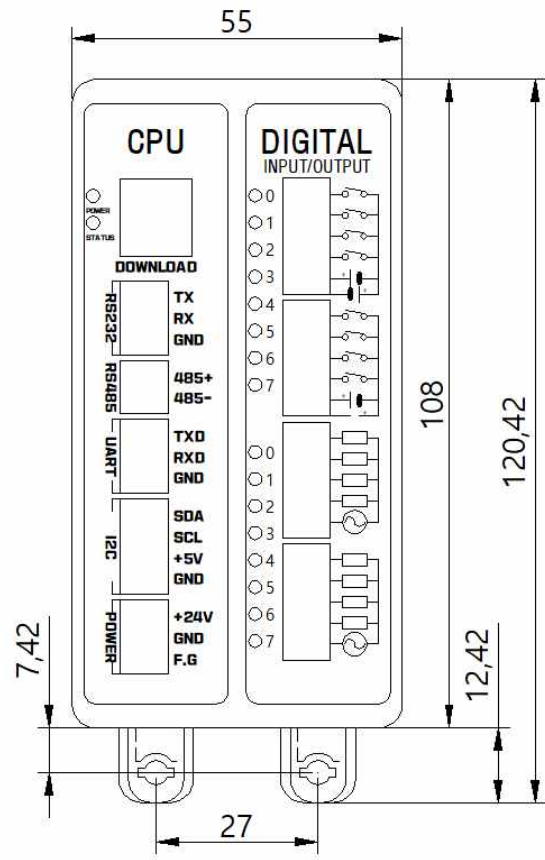 55
CPU
POWER
STATUS
DOWNLOAD
RS232
TX
RX
GND
RS485
485+
485-
UART
TXD
RXD
GND
I2C
SDA
SCL
+5V
GND
POWER
+24V
GND
F.G
DIGITAL
INPUT/OUTPUT
0
1
2
3
4
5
6
7
0
1
2
3
4
5
6
7
108
120,42
7,42
12,42
27